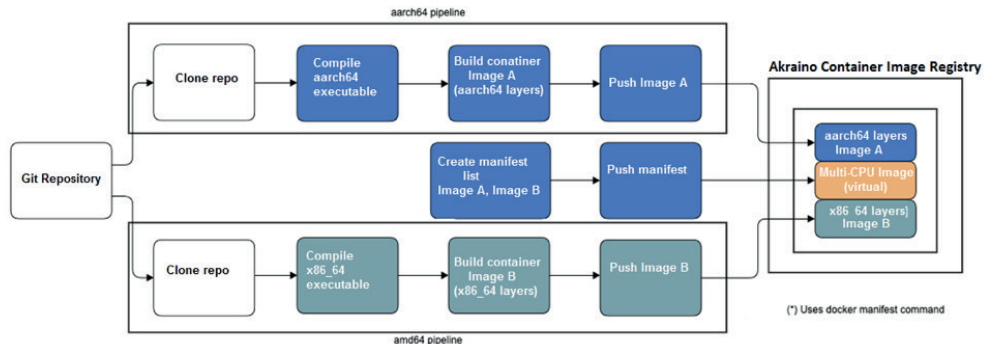 aarch64 pipeline
Clone repo
Compile
aarch64
executable
Build conatiner
Image A
(aarch64 layers)
Push Image A
Akraino Container Image Registry
aarch64 layers
Image A
Multi-CPU Image
(virtual)
x86_64 layers)
Image B
Git Repository
Create manifest
list
Image A, Image B
Push manifest
Clone repo
Compile
x86_64
executable
Build container
Image B
(x86_64 layers)
Push Image B
(*) Uses docker manifest command
amd64 pipeline